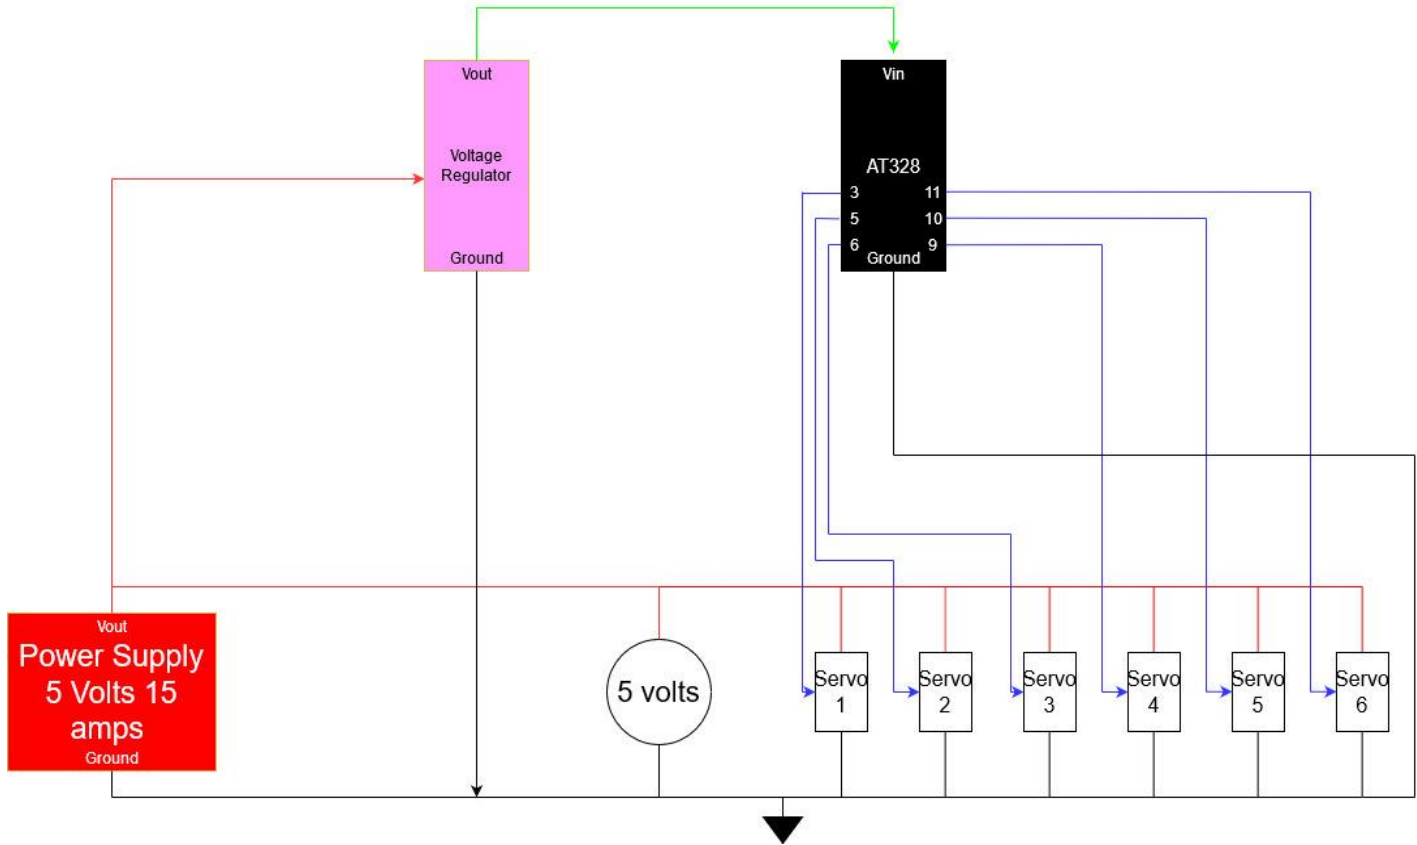 Vout
Voltage
Regulator
Ground
Vin
AT328
3 11
5 10
6 9
Ground
Vout
Power Supply
5 Volts 15
amps
Ground
5 volts
Servo
1
Servo
2
Servo
3
Servo
4
Servo
5
Servo
6